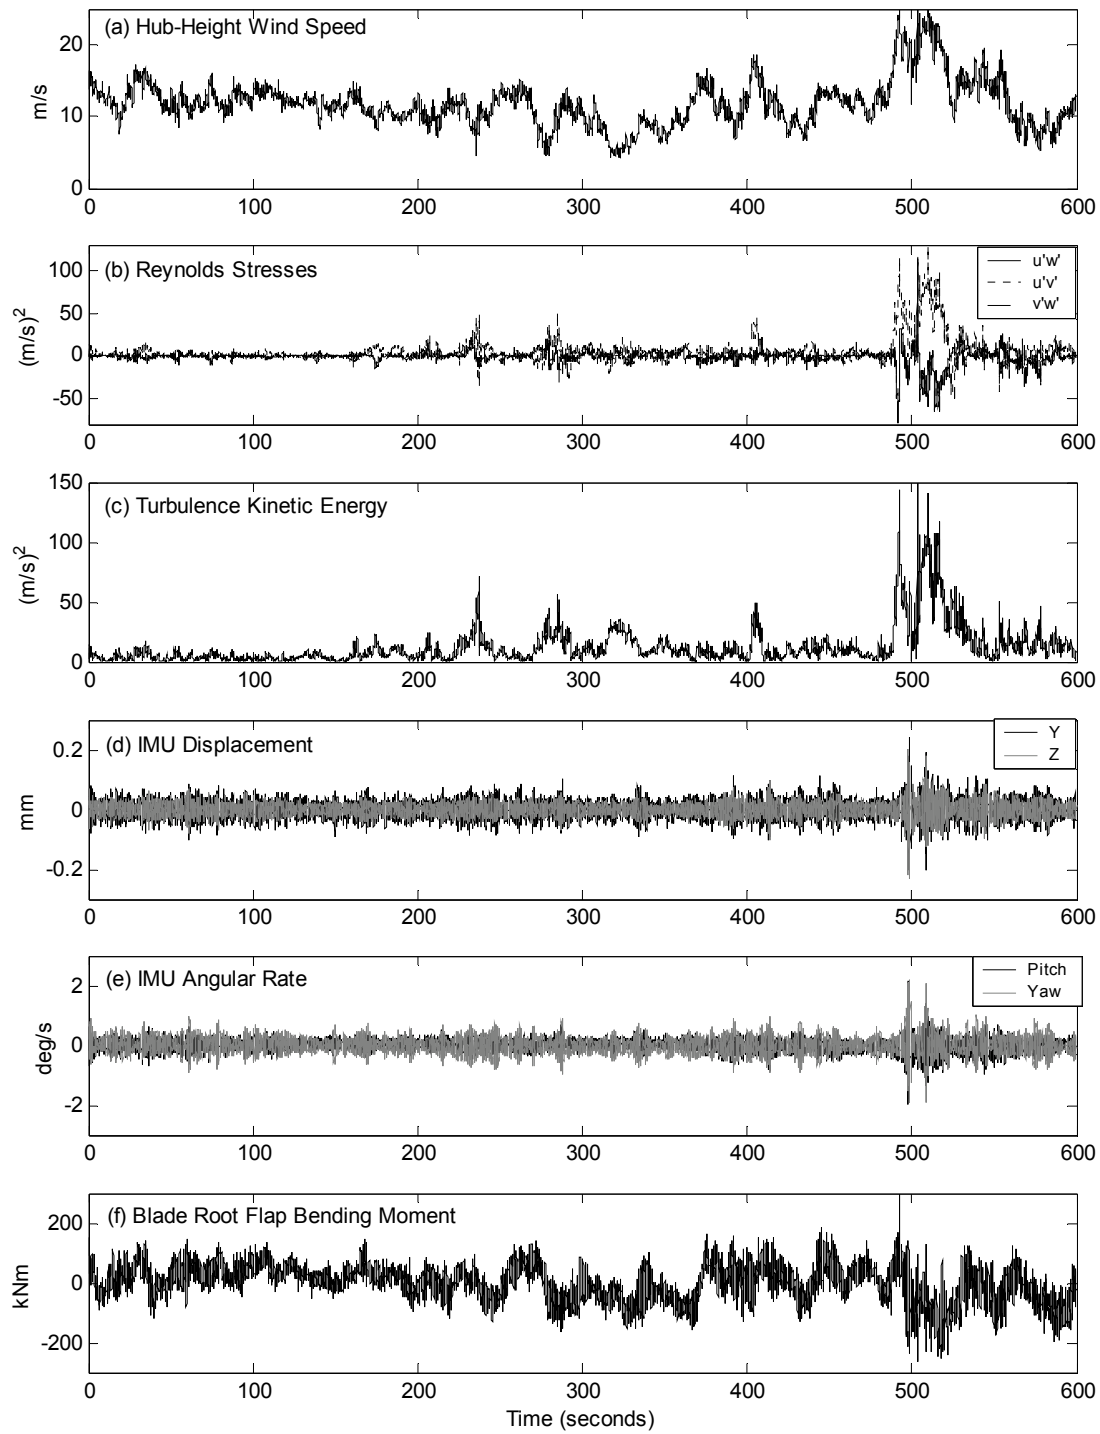 (a) Hub-Height Wind Speed
m/s
20
10
0
0 100 200 300 400 500 600
(b) Reynolds Stresses
u'w'
u'v'
v'w'
(m/s)2
100
50
0
-50
0 100 200 300 400 500 600
(c) Turbulence Kinetic Energy
(m/s)2
150
100
50
0
0 100 200 300 400 500 600
(d) IMU Displacement
Y
Z
mm
0.2
0
-0.2
0 100 200 300 400 500 600
(e) IMU Angular Rate
Pitch
Yaw
deg/s
2
0
-2
0 100 200 300 400 500 600
(f) Blade Root Flap Bending Moment
kNm
200
0
-200
0 100 200 300 400 500 600
Time (seconds)